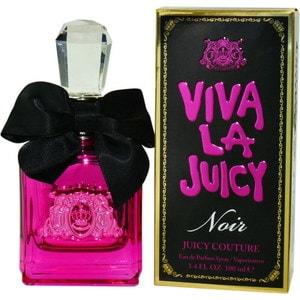 VIVA
LA
JUICY
Noir
JUICY COUTURE
Eau de Parfum Spray / Vaporisateur
3.4 FL. OZ. 100 ml e